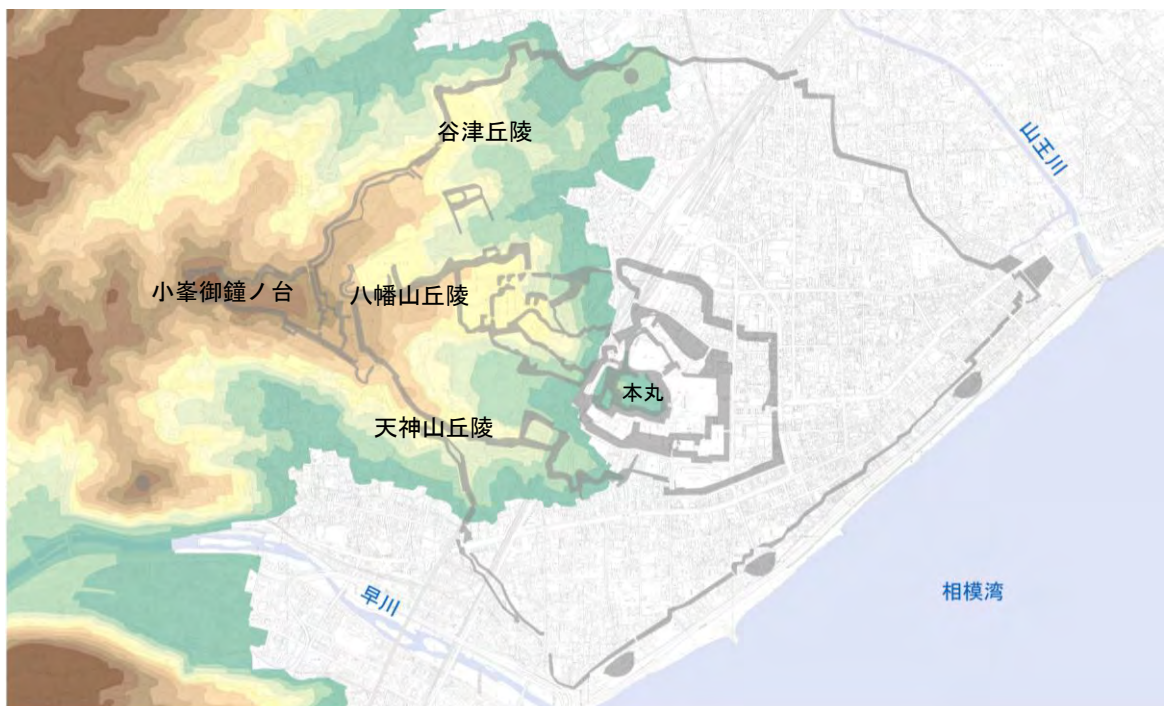 谷津丘陵
山王川
小峯御鐘ノ台
八幡山丘陵
本丸
天神山丘陵
早川
相模湾